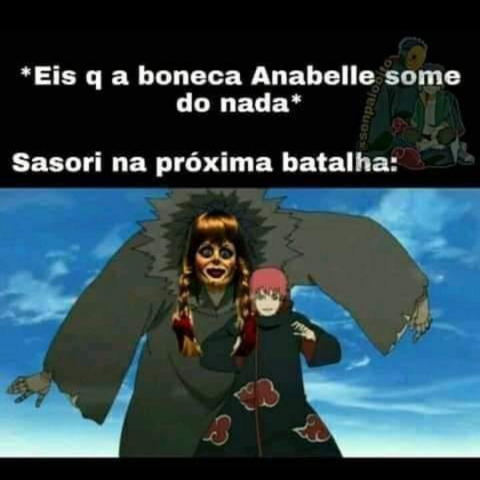 *Eis q a boneca Anabelle some
do nada*
Sasori na próxima batalha: